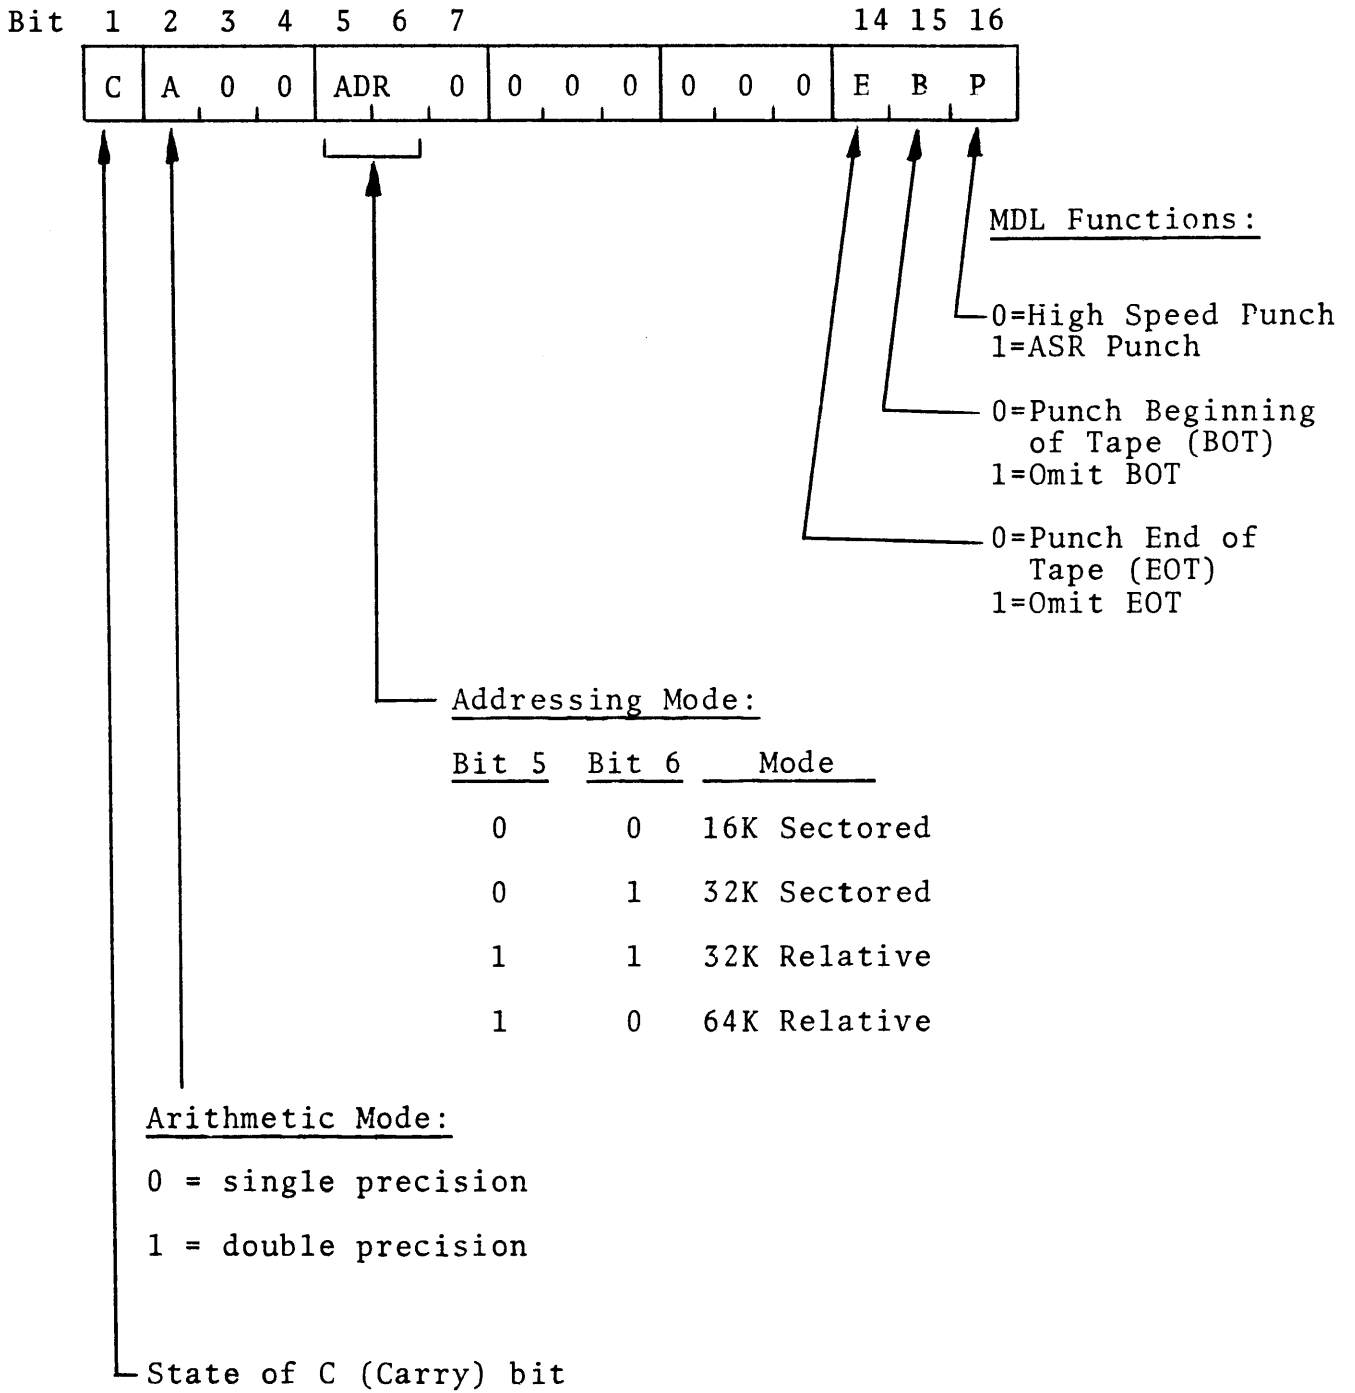 Bit 1 2 3 4 5 6 7 14 15 16
C A 0 0 ADR 0 0 0 0 0 0 0 E B P
MDL Functions:
0=High Speed Punch
1=ASR Punch
0=Punch Beginning
of Tape (BOT)
1=Omit BOT
0=Punch End of
Tape (EOT)
1=Omit EOT
Addressing Mode:
Bit 5 Bit 6 Mode
0 0 16K Sectored
0 1 32K Sectored
1 1 32K Relative
1 0 64K Relative
Arithmetic Mode:
0 = single precision
1 = double precision
State of C (Carry) bit